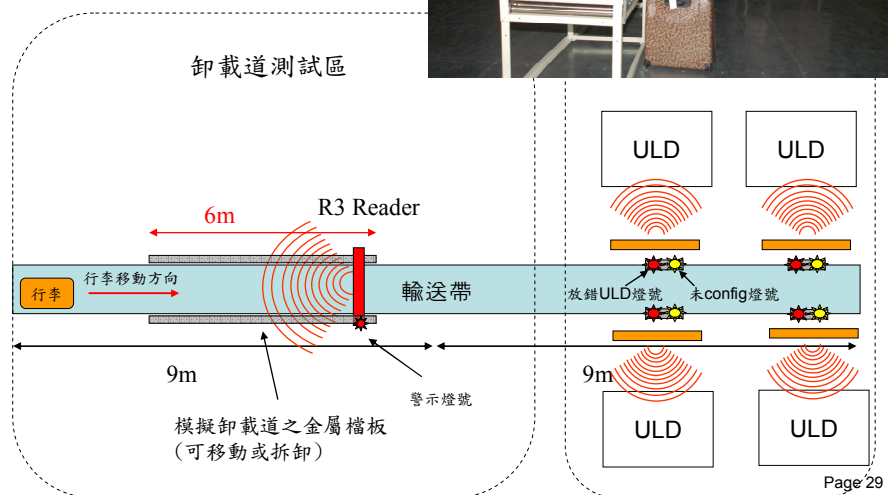 卸載道測試區
ULD
ULD
6m
R3 Reader
行李
行李移動方向
輸送帶
放錯ULD燈號
未config燈號
9m
9m
警示燈號
模擬卸載道之金屬檔板
(可移動或拆卸)
ULD
ULD
Page 29